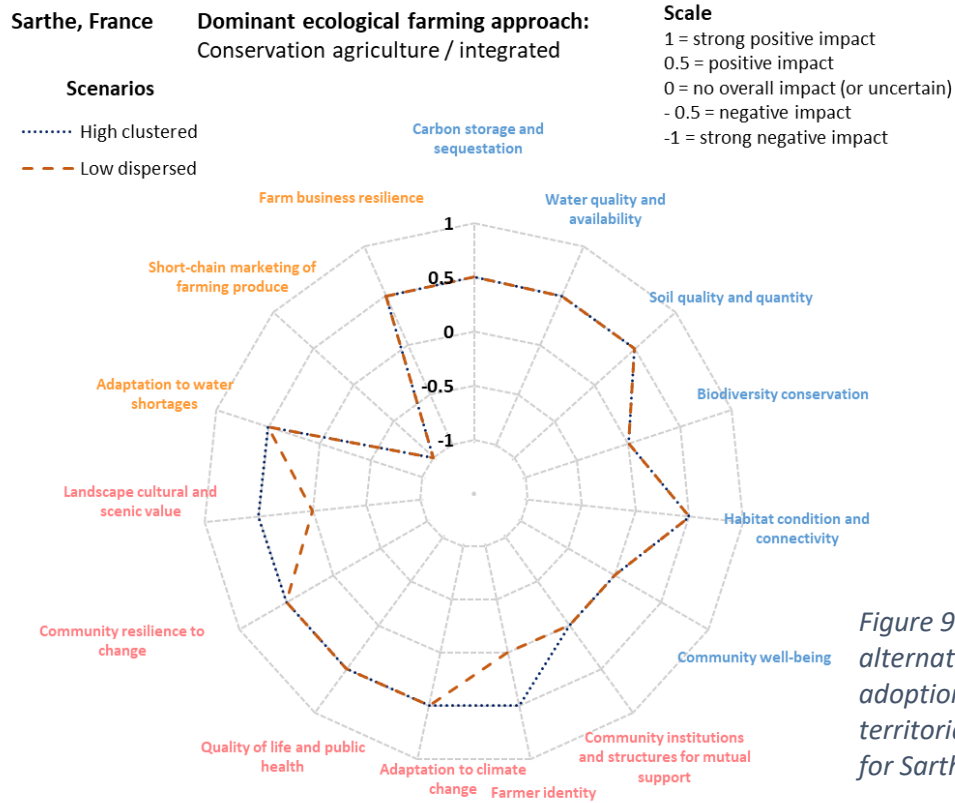 Sarthe, France
Dominant ecological farming approach:
Conservation agriculture / integrated
Scale
1 = strong positive impact
0.5 = positive impact
0 = no overall impact (or uncertain)
- 0.5 = negative impact
-1 = strong negative impact
Scenarios
High clustered
Low dispersed
Carbon storage and
sequestation
Water quality and
availability
Soil quality and quantity
Biodiversity conservation
Habitat condition and
connectivity
Community well-being
Community institutions
and structures for mutual
support
Farmer identity
Adaptation to climate
change
Quality of life and public
health
Community resilience to
change
Landscape cultural and
scenic value
Adaptation to water
shortages
Short-chain marketing of
farming produce
Farm business resilience
1
0.5
0
-0.5
-1
Figure 9
alternat
adoption
territoria
for Sarth